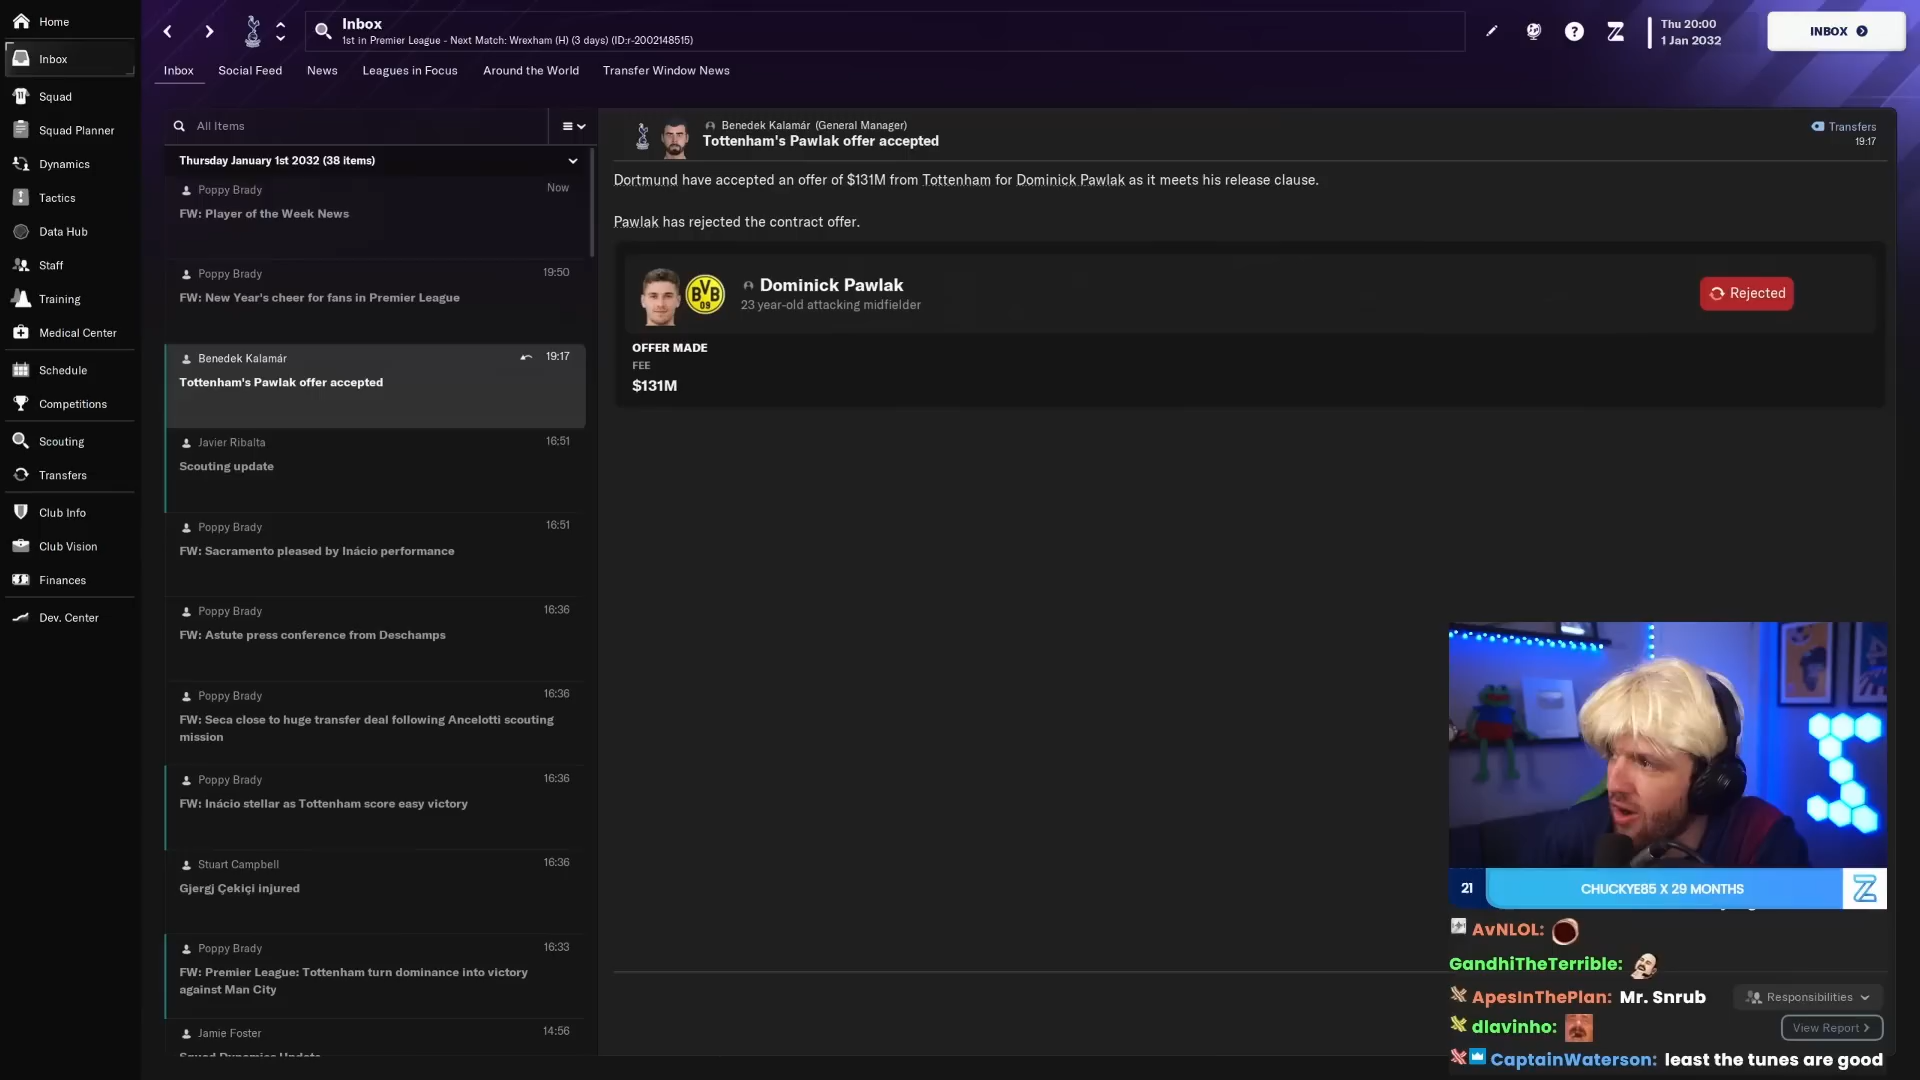 Home
Inbox
Squad
Squad Planner
Dynamics
Tactics
Data Hub
Staff
Training
Medical Center
Schedule
Competitions
Scouting
Transfers
Club Info
Club Vision
Finances
Dev. Center
Inbox
1st in Premier League - Next Match: Wrexham (H) (3 days) (ID:r-2002148515)
Thu 20:00
1 Jan 2032
INBOX
Inbox
Social Feed
News
Leagues in Focus
Around the World
Transfer Window News
All Items
Thursday January 1st 2032 (38 items)
Poppy Brady
Now
FW: Player of the Week News
Poppy Brady
19:50
FW: New Year's cheer for fans in Premier League
Benedek Kalamár
19:17
Tottenham's Pawlak offer accepted
Javier Ribalta
16:51
Scouting update
Poppy Brady
16:51
FW: Sacramento pleased by Inácio performance
Poppy Brady
16:36
FW: Astute press conference from Deschamps
Poppy Brady
16:36
FW: Seca close to huge transfer deal following Ancelotti scouting
mission
Poppy Brady
16:36
FW: Inácio stellar as Tottenham score easy victory
Stuart Campbell
16:36
Gjergj Çekiçi injured
Poppy Brady
16:33
FW: Premier League: Tottenham turn dominance into victory
against Man City
Jamie Foster
14:56
Squad Dynamics Update
Benedek Kalamár (General Manager)
Tottenham's Pawlak offer accepted
Transfers
19:17
Dortmund have accepted an offer of $131M from Tottenham for Dominick Pawlak as it meets his release clause.
Pawlak has rejected the contract offer.
BVB
09
Dominick Pawlak
23 year-old attacking midfielder
Rejected
OFFER MADE
FEE
$131M
21
CHUCKYE85 X 29 MONTHS
Z
AvNLOL:
GandhiTheTerrible:
ApesInThePlan: Mr. Snrub
dlavinho:
CaptainWaterson: least the tunes are good
Responsibilities
View Report